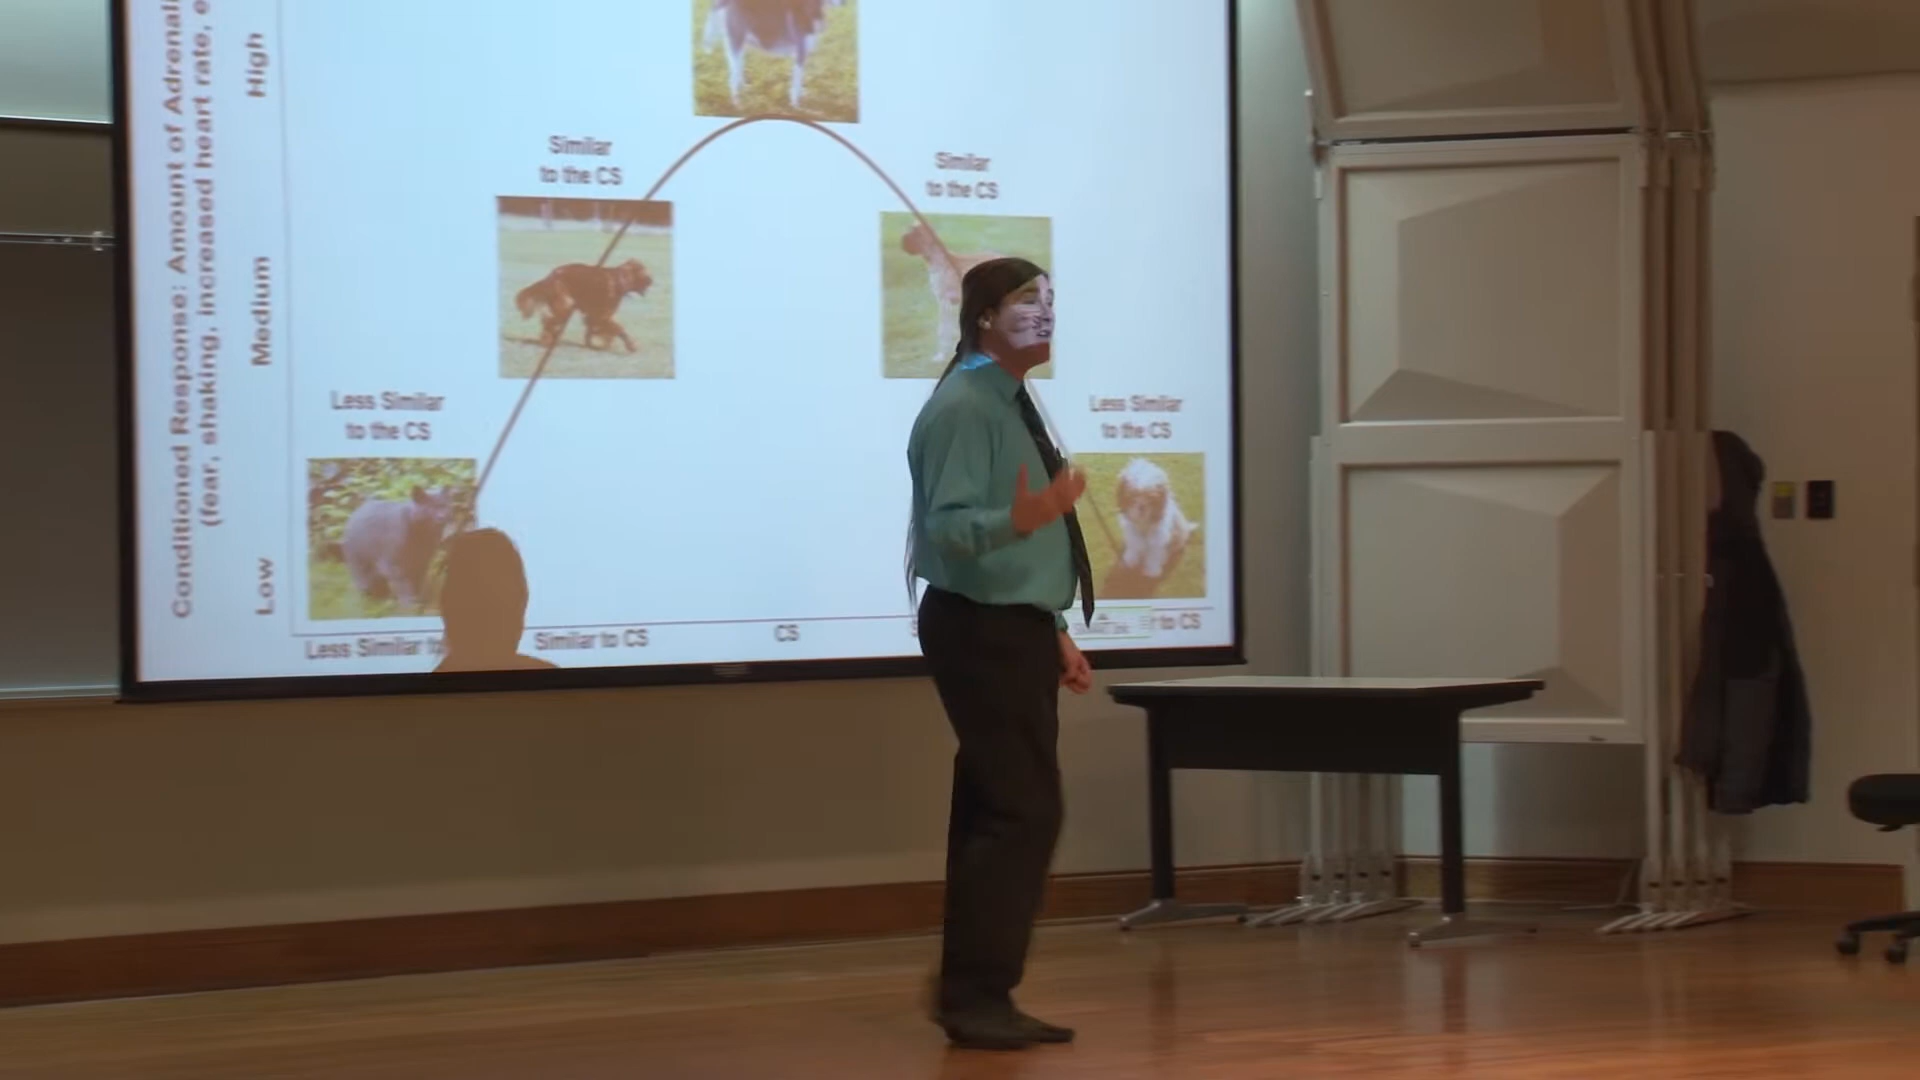 Conditioned Response: Amount of
(fear, shaking, increased heart rate,
High
Medium
Low
Similar
to the CS
Similar
to the CS
Less Similar
to the CS
Less Similar
to the CS
Less Similar
Similar to CS
CS
to CS